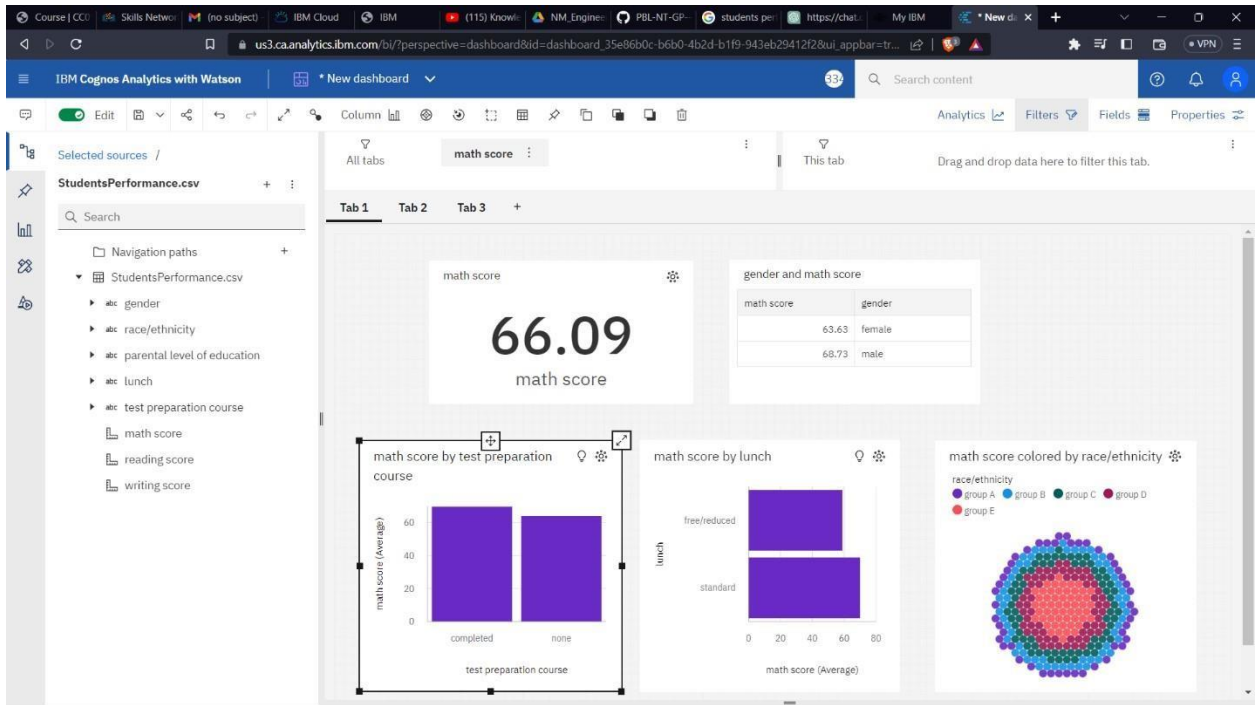 Course | CC
Skills Networ
(no subject) -
IBM Cloud
IBM
(115) Knowle
NM_Enginee
PBL-NT-GP-
students per
https://chat.c
My IBM
* New da
us3.ca.analytics.ibm.com/bi/?perspective=dashboard&id=dashboard_35e86b0c-b6b0-4b2d-b1f9-943eb29412f2&ui_appbar=tr...
VPN
IBM Cognos Analytics with Watson
* New dashboard
334
Search content
Edit
Column
Analytics
Filters
Fields
Properties
Selected sources /
StudentsPerformance.csv
Search
Navigation paths
StudentsPerformance.csv
abc gender
abc race/ethnicity
abc parental level of education
abc lunch
abc test preparation course
math score
reading score
writing score
All tabs
math score
This tab
Drag and drop data here to filter this tab.
Tab 1
Tab 2
Tab 3
math score
66.09
math score
gender and math score
math score gender
63.63 female
68.73 male
math score by test preparation
course
math score (Average)
60
40
20
0
completed none
test preparation course
math score by lunch
lunch
free/reduced
standard
0 20 40 60 80
math score (Average)
math score colored by race/ethnicity
race/ethnicity
group A group B group C group D
group E